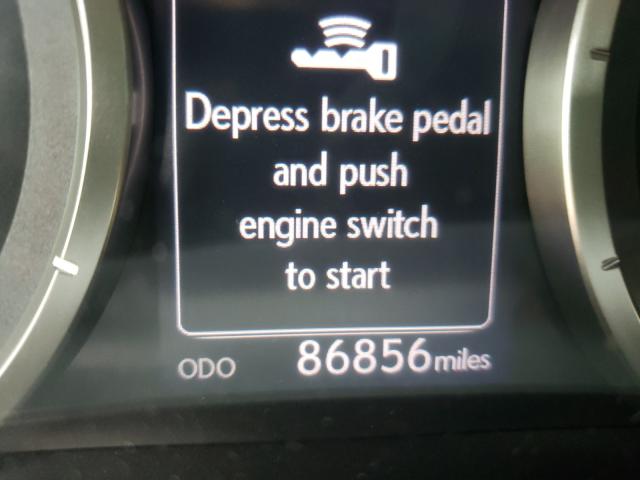 Depress brake pedal
and push
engine switch
to start
ODO 86856 miles